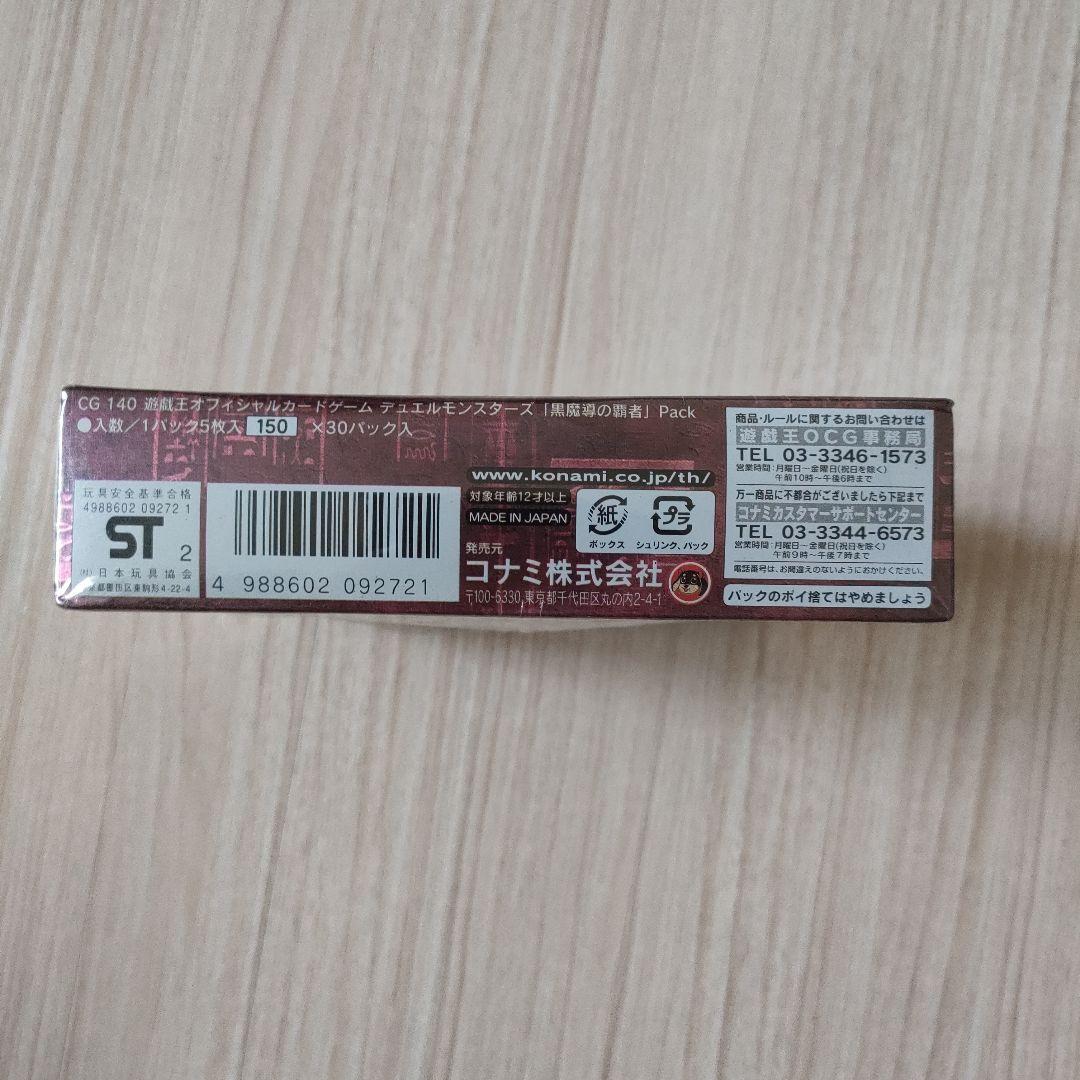 CG 140 遊戯王オフィシャルカードゲーム デュエルモンスターズ「黒魔導の覇者」Pack
●入数/1パック5枚入 150 ×30パック入
玩具安全基準合格
4988602 09272 1
ST 2
(社)日本玩具協会
京都墨田区東駒形4-22-4
4 988602 092721
www.konami.co.jp/th/
対象年齢12才以上
MADE IN JAPAN
紙
ボックス
プラ
シュリンク、パック
発売元
コナミ株式会社
〒100-6330,東京都千代田区丸の内2-4-1
商品・ルールに関するお問い合わせは
遊戯王OCG事務局
TEL 03-3346-1573
営業時間:月曜日〜金曜日(祝日を除く)
午前10時〜午後6時まで
万一商品に不都合がございましたら下記まで
コナミカスタマーサポートセンター
TEL 03-3344-6573
営業時間:月曜日〜金曜日(祝日を除く)
午前9時〜午後7時まで
電話番号は、お間違えのないようにおかけください。
パックのポイ捨てはやめましょう